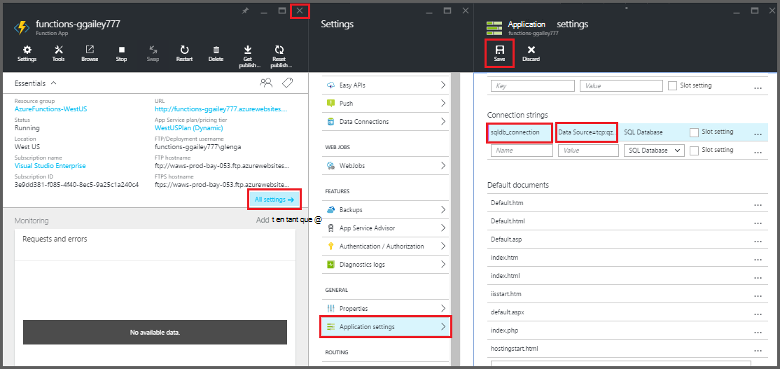 functions-ggailey777
Function App
Settings
Tools
Browse
Stop
Swap
Restart
Delete
Get publish...
Reset publish...
Essentials
Resource group
AzureFunctions-WestUS
Status
Running
Location
West US
Subscription name
Visual Studio Enterprise
Subscription ID
3e9dd381-f085-4f40-8ec5-9a25c1a240c4
URL
http://functions-ggailey777.azurewebsites...
App Service plan/pricing tier
WestUSPlan (Dynamic)
FTP/Deployment username
functions-ggailey777\glenga
FTP hostname
ftp://waws-prod-bay-053.ftp.azurewebsites...
FTPS hostname
ftps://waws-prod-bay-053.ftp.azurewebsites...
All settings →
Monitoring
Add t en tant que @
Requests and errors
No available data.
Settings
Easy APIs
Push
Data Connections
WEB JOBS
WebJobs
FEATURES
Backups
App Service Advisor
Authentication / Authorization
Diagnostics logs
GENERAL
Properties
Application settings
ROUTING
Application settings
functions-ggailey777
Save
Discard
Key Value Slot setting ...
Connection strings
sqldb_connection Data Source=tcp:qz. SQL Database Slot setting ...
Name Value SQL Database Slot setting ...
Default documents
Default.htm ...
Default.html ...
Default.asp ...
index.htm ...
index.html ...
iisstart.htm ...
default.aspx ...
index.php ...
hostingstart.html ...